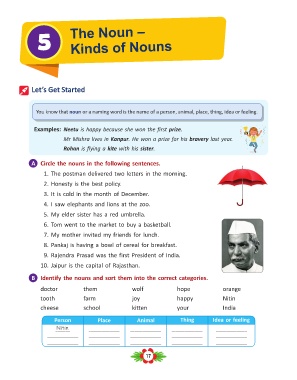 5
The Noun –
Kinds of Nouns
Let's Get Started
You know that noun or a naming word is the name of a person, animal, place, thing, idea or feeling.
Examples: Neetu is happy because she won the first prize.
Mr Mishra lives in Kanpur. He won a prize for his bravery last year.
Rohan is flying a kite with his sister.
A Circle the nouns in the following sentences.
1. The postman delivered two letters in the morning.
2. Honesty is the best policy.
3. It is cold in the month of December.
4. I saw elephants and lions at the zoo.
5. My elder sister has a red umbrella.
6. Tom went to the market to buy a basketball.
7. My mother invited my friends for lunch.
8. Pankaj is having a bowl of cereal for breakfast.
9. Rajendra Prasad was the first President of India.
10. Jaipur is the capital of Rajasthan.
B Identify the nouns and sort them into the correct categories.
doctor them wolf hope orange
tooth farm joy happy Nitin
cheese school kitten your India
Person Place Animal Thing Idea or feeling
Nitin
17